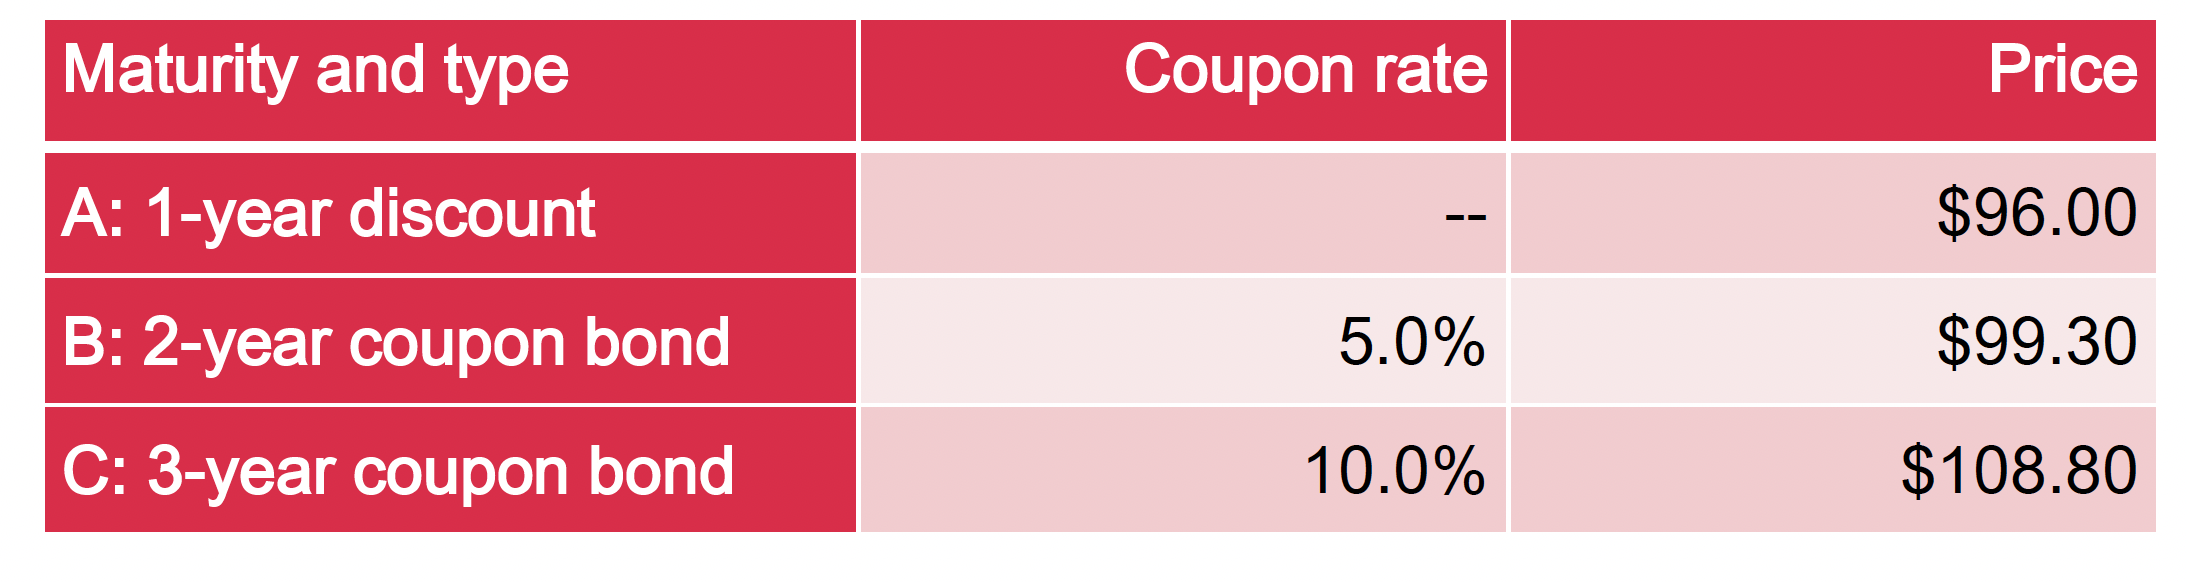 Maturity and type Coupon rate Price
A: 1-year discount -- $96.00
B: 2-year coupon bond 5.0% $99.30
C: 3-year coupon bond 10.0% $108.80